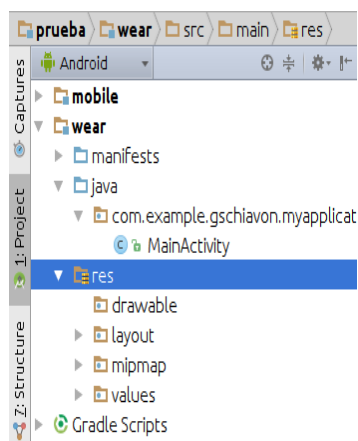 prueba wear src main res
Android
mobile
wear
manifests
java
com.example.gschiavon.myapplicat
MainActivity
res
drawable
layout
mipmap
values
Gradle Scripts
Captures
1: Project
7: Structure